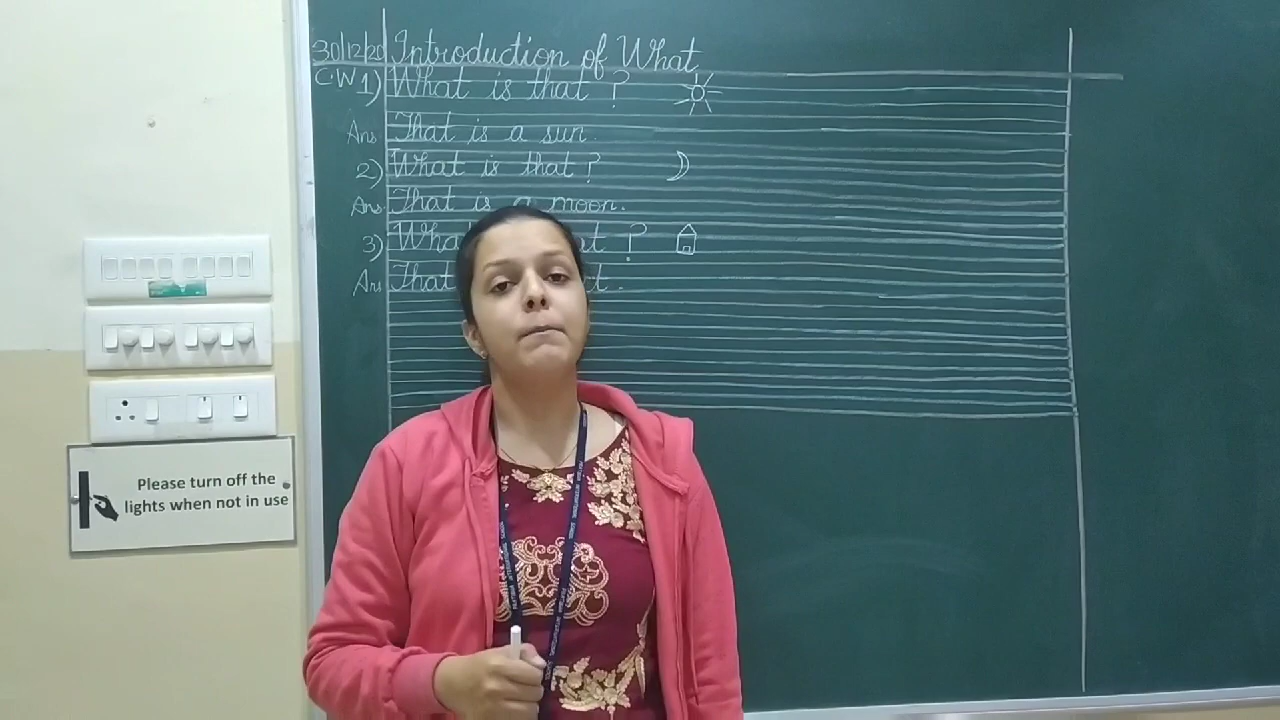 30/12/20 Introduction of What
C.W 1) What is that ?
Ans That is a sun.
2) What is that ?
Ans That is a moon.
3) ?
Ans That
Please turn off the
lights when not in use